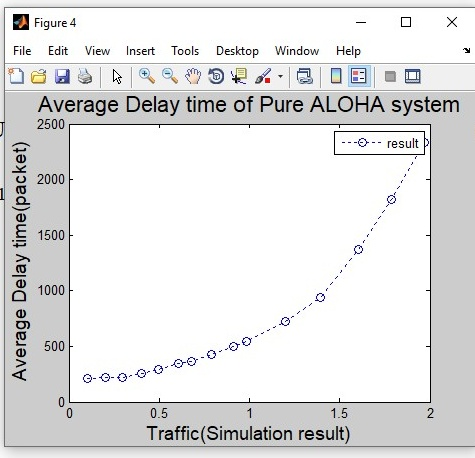 Figure 4
File Edit View Insert Tools Desktop Window Help
Average Delay time of Pure ALOHA system
result
Average Delay time(packet)
2500
2000
1500
1000
500
0
0 0.5 1 1.5 2
Traffic(Simulation result)